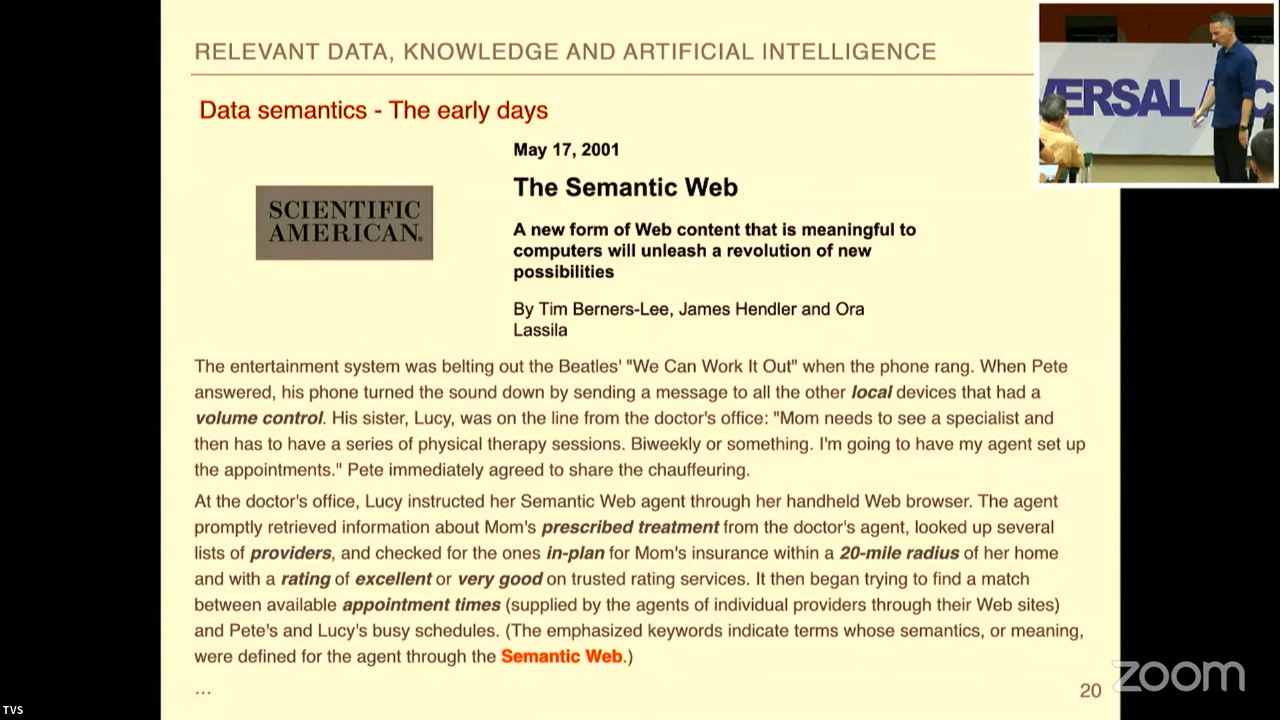 RELEVANT DATA, KNOWLEDGE AND ARTIFICIAL INTELLIGENCE
Data semantics - The early days
May 17, 2001
SCIENTIFIC
AMERICAN®
The Semantic Web
A new form of Web content that is meaningful to
computers will unleash a revolution of new
possibilities
By Tim Berners-Lee, James Hendler and Ora
Lassila
The entertainment system was belting out the Beatles' "We Can Work It Out" when the phone rang. When Pete
answered, his phone turned the sound down by sending a message to all the other local devices that had a
volume control. His sister, Lucy, was on the line from the doctor's office: "Mom needs to see a specialist and
then has to have a series of physical therapy sessions. Biweekly or something. I'm going to have my agent set up
the appointments." Pete immediately agreed to share the chauffeuring.
At the doctor's office, Lucy instructed her Semantic Web agent through her handheld Web browser. The agent
promptly retrieved information about Mom's prescribed treatment from the doctor's agent, looked up several
lists of providers, and checked for the ones in-plan for Mom's insurance within a 20-mile radius of her home
and with a rating of excellent or very good on trusted rating services. It then began trying to find a match
between available appointment times (supplied by the agents of individual providers through their Web sites)
and Pete's and Lucy's busy schedules. (The emphasized keywords indicate terms whose semantics, or meaning,
were defined for the agent through the Semantic Web.)
...
20
zoom
TVS
ERSAL
C